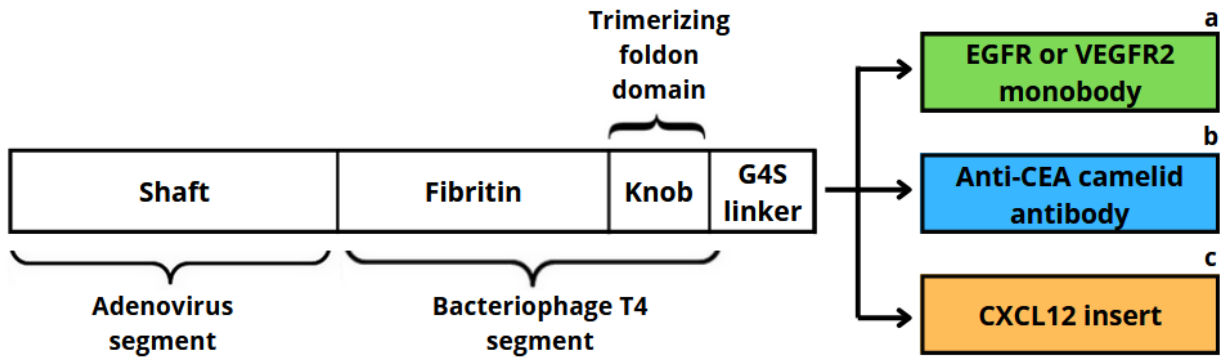 Trimerizing
foldon
domain
Shaft
Fibritin
Knob
G4S
linker
Adenovirus
segment
Bacteriophage T4
segment
a
EGFR or VEGFR2
monobody
b
Anti-CEA camelid
antibody
c
CXCL12 insert